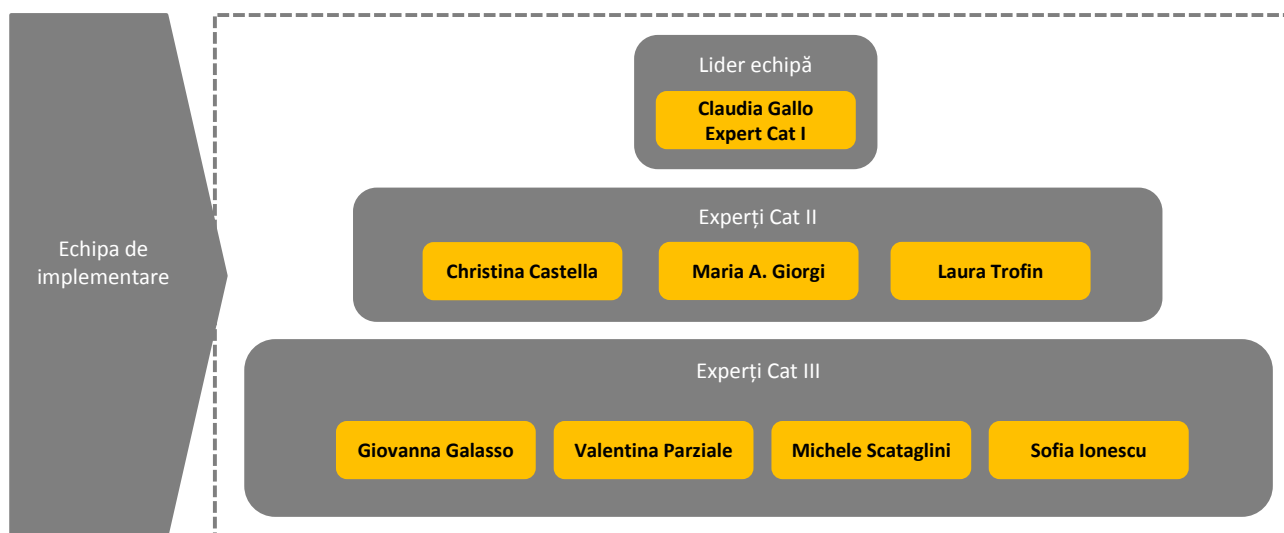 Echipa de
implementare
Lider echipă
Claudia Gallo
Expert Cat I
Experți Cat II
Christina Castella
Maria A. Giorgi
Laura Trofin
Experți Cat III
Giovanna Galasso
Valentina Parziale
Michele Scataglini
Sofia Ionescu